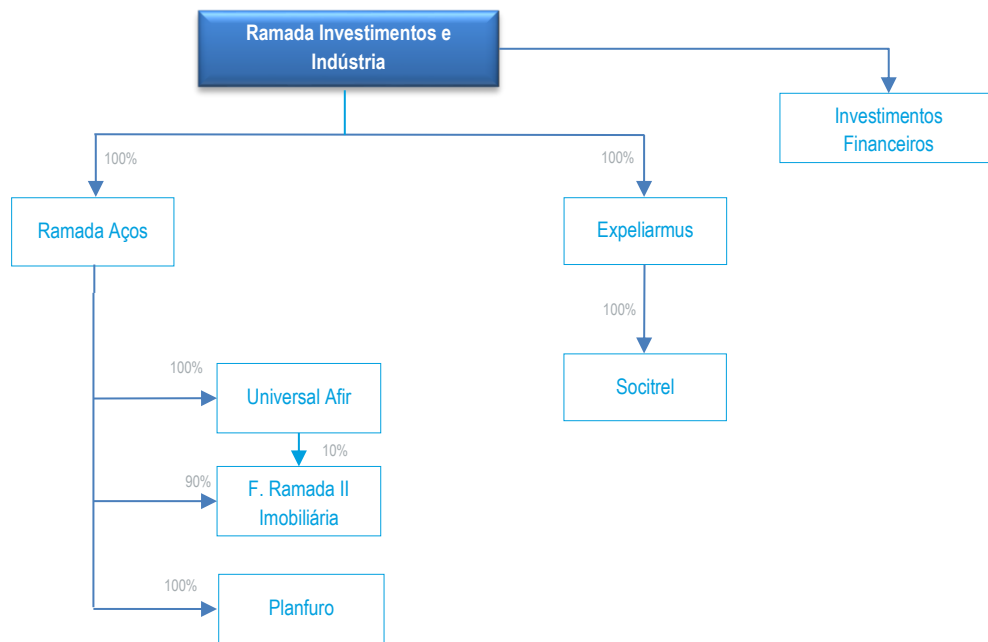 Ramada Investimentos e
Indústria
Investimentos
Financeiros
100%
100%
Ramada Aços
Expeliarmus
100%
100%
Universal Afir
Socitrel
10%
90%
F. Ramada II
Imobiliária
100%
Planfuro